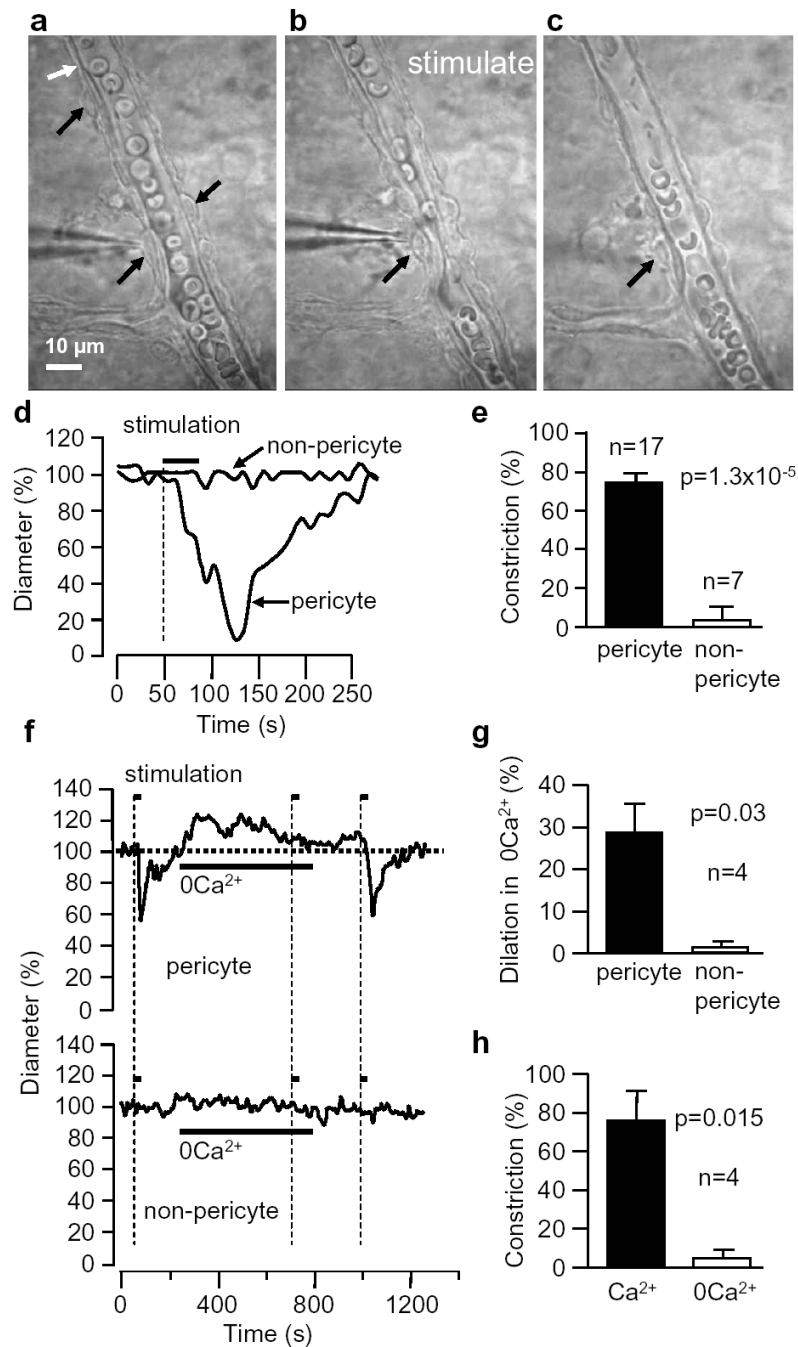 a
b
c
stimulate
10 µm
d
stimulation
non-pericyte
pericyte
Diameter (%)
120
100
80
60
40
20
0
0 50 100 150 200 250
Time (s)
e
Constriction (%)
100
80
60
40
20
0
n=17
p=1.3x10⁻⁵
n=7
pericyte
non-
pericyte
f
stimulation
140
120
100
80
60
40
20
0
0Ca²⁺
pericyte
Diameter (%)
140
120
100
80
60
40
20
0
0Ca²⁺
non-pericyte
0 400 800 1200
Time (s)
g
Dilation in 0Ca²⁺ (%)
40
30
20
10
0
p=0.03
n=4
pericyte
non-
pericyte
h
Constriction (%)
100
80
60
40
20
0
p=0.015
n=4
Ca²⁺
0Ca²⁺